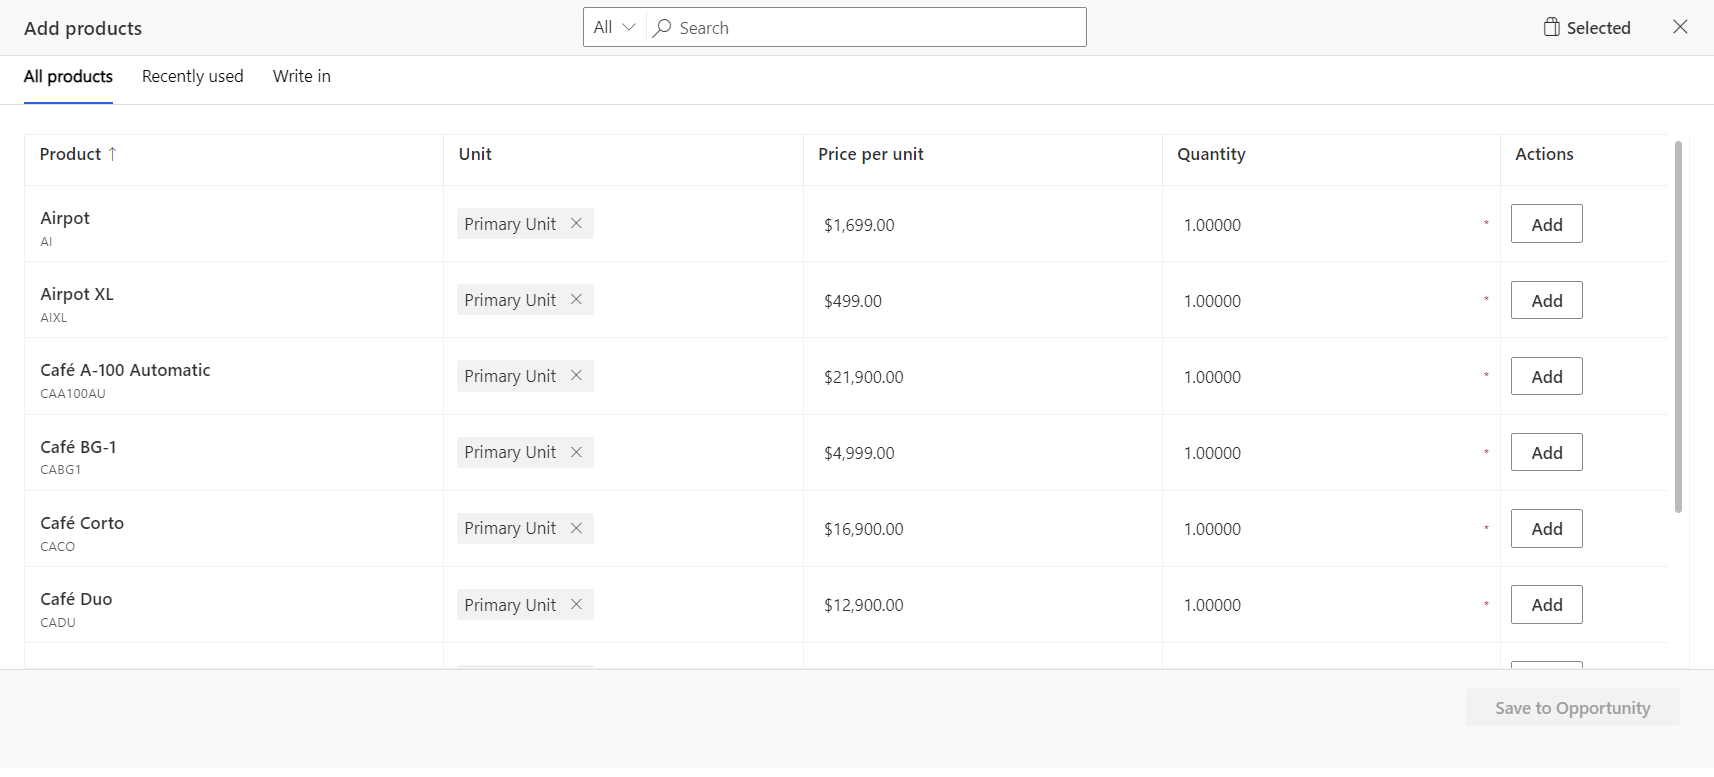 Add products
All
Search
Selected
All products
Recently used
Write in
Product ↑
Unit
Price per unit
Quantity
Actions
Airpot
AI
Primary Unit
$1,699.00
1.00000
*
Add
Airpot XL
AIXL
Primary Unit
$499.00
1.00000
*
Add
Café A-100 Automatic
CAA100AU
Primary Unit
$21,900.00
1.00000
*
Add
Café BG-1
CABG1
Primary Unit
$4,999.00
1.00000
*
Add
Café Corto
CACO
Primary Unit
$16,900.00
1.00000
*
Add
Café Duo
CADU
Primary Unit
$12,900.00
1.00000
*
Add
Save to Opportunity